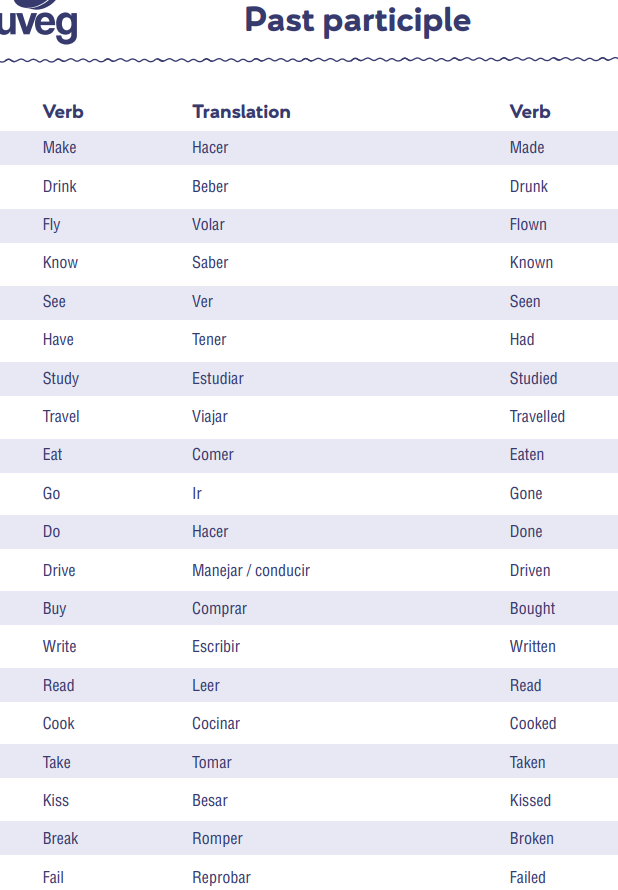 uveg
Past participle
Verb Translation Verb
Make Hacer Made
Drink Beber Drunk
Fly Volar Flown
Know Saber Known
See Ver Seen
Have Tener Had
Study Estudiar Studied
Travel Viajar Travelled
Eat Comer Eaten
Go Ir Gone
Do Hacer Done
Drive Manejar / conducir Driven
Buy Comprar Bought
Write Escribir Written
Read Leer Read
Cook Cocinar Cooked
Take Tomar Taken
Kiss Besar Kissed
Break Romper Broken
Fail Reprobar Failed